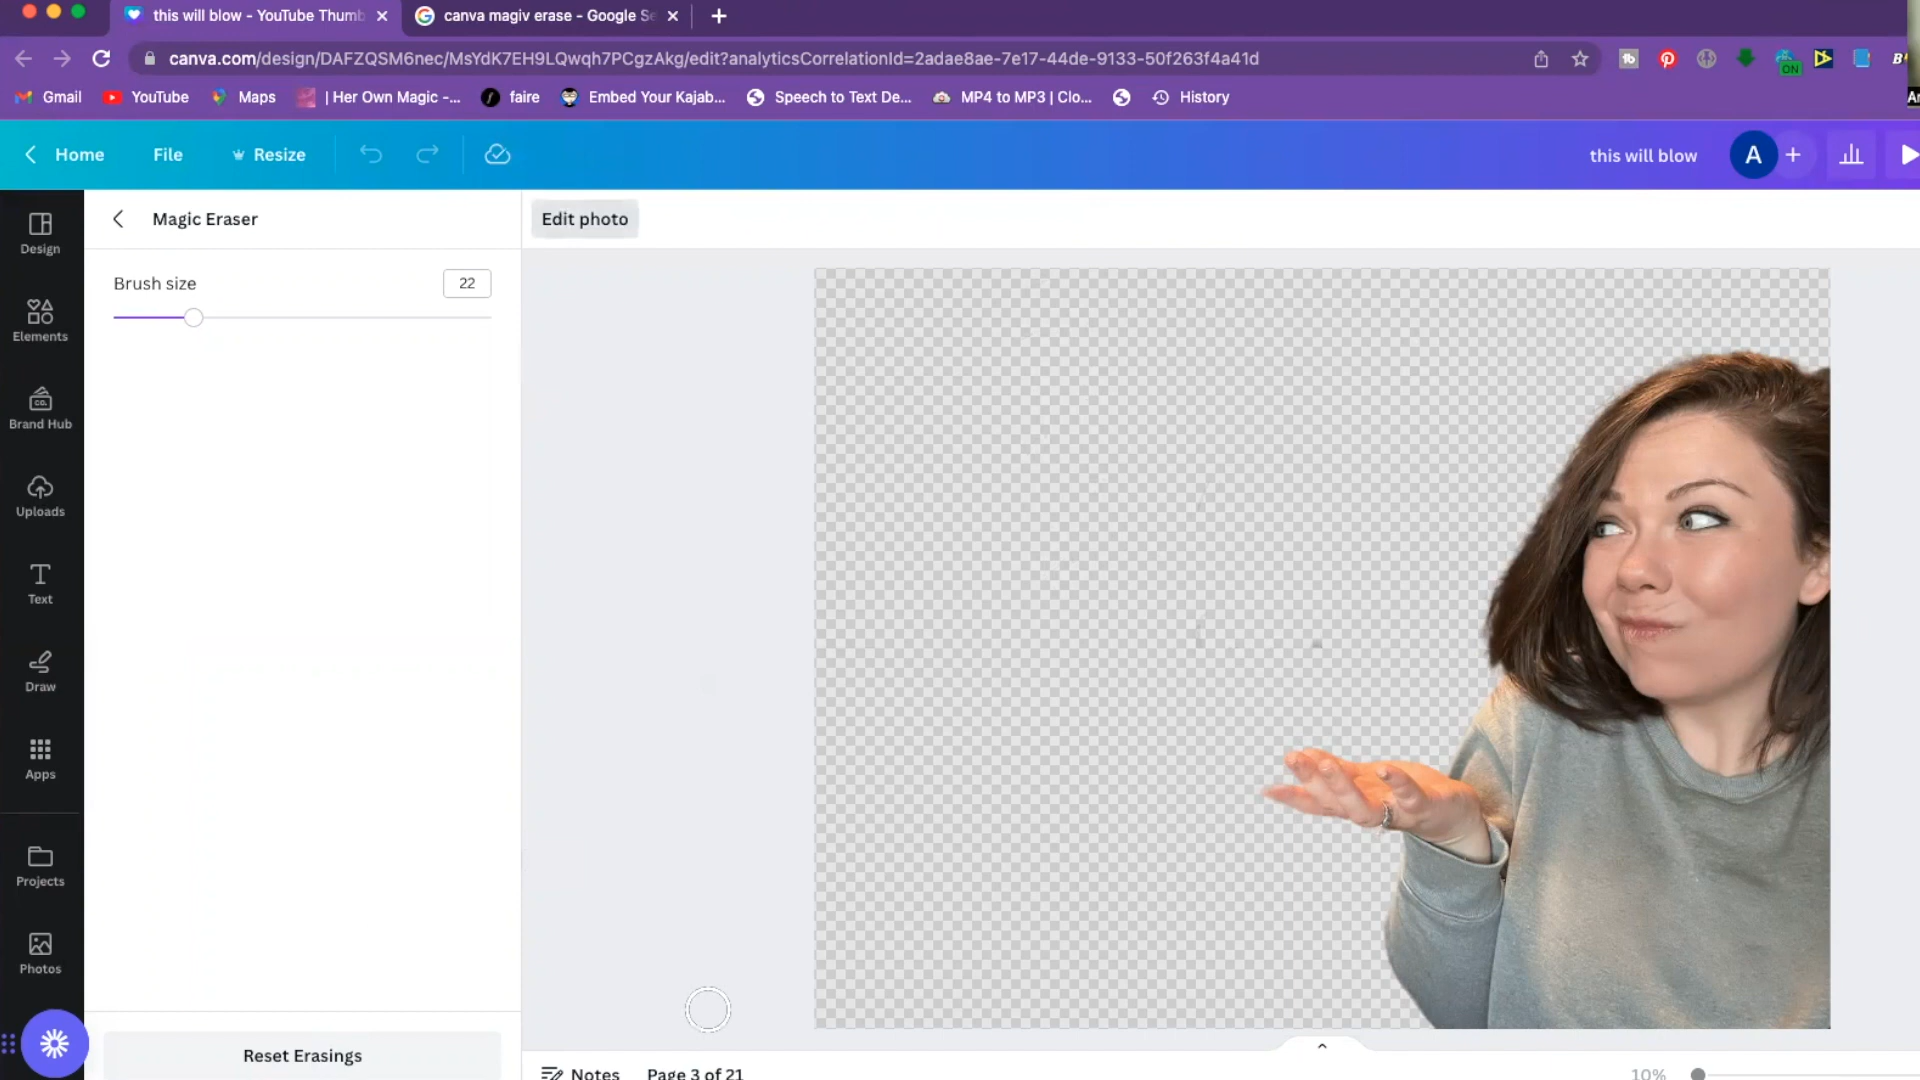 this will blow - YouTube Thumb
canva magiv erase - Google Se
canva.com/design/DAFZQSM6nec/MsYdK7EH9LQwqh7PCgzAkg/edit?analyticsCorrelationId=2adae8ae-7e17-44de-9133-50f263f4a41d
ON
Gmail
YouTube
Maps
| Her Own Magic -...
faire
Embed Your Kajab...
Speech to Text De...
MP4 to MP3 | Clo...
History
Home
File
Resize
this will blow
A
Design
Elements
CO.
Brand Hub
Uploads
Text
Draw
Apps
Projects
Photos
Magic Eraser
Brush size
22
Reset Erasings
Edit photo
Notes
Page 3 of 21
10%